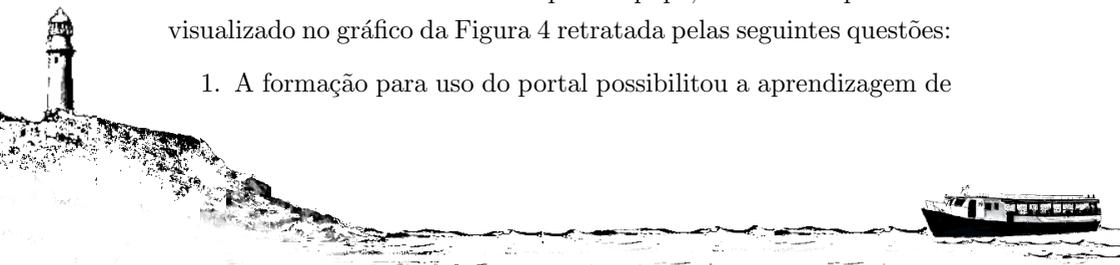 visualizado no gráfico da Figura 4 retratada pelas seguintes questões:
1. A formação para uso do portal possibilitou a aprendizagem de